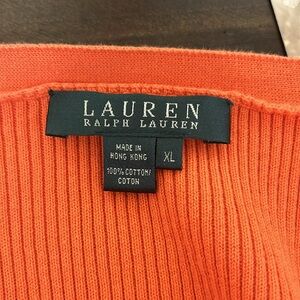 LAUREN
RALPH LAUREN
MADE IN
HONG KONG
XL
100% COTTON/
COTON